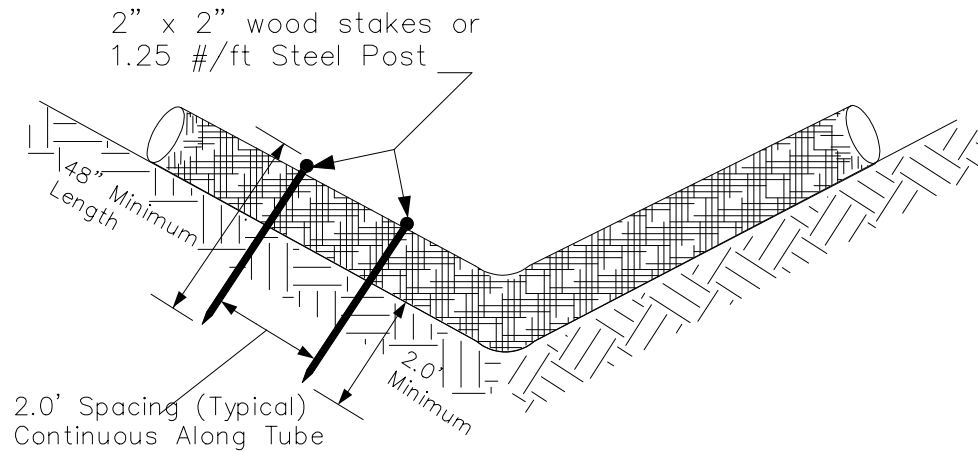 2” x 2” wood stakes or
1.25 #/ft Steel Post
48” Minimum
Length
2.0’
Minimum
2.0’ Spacing (Typical)
Continuous Along Tube